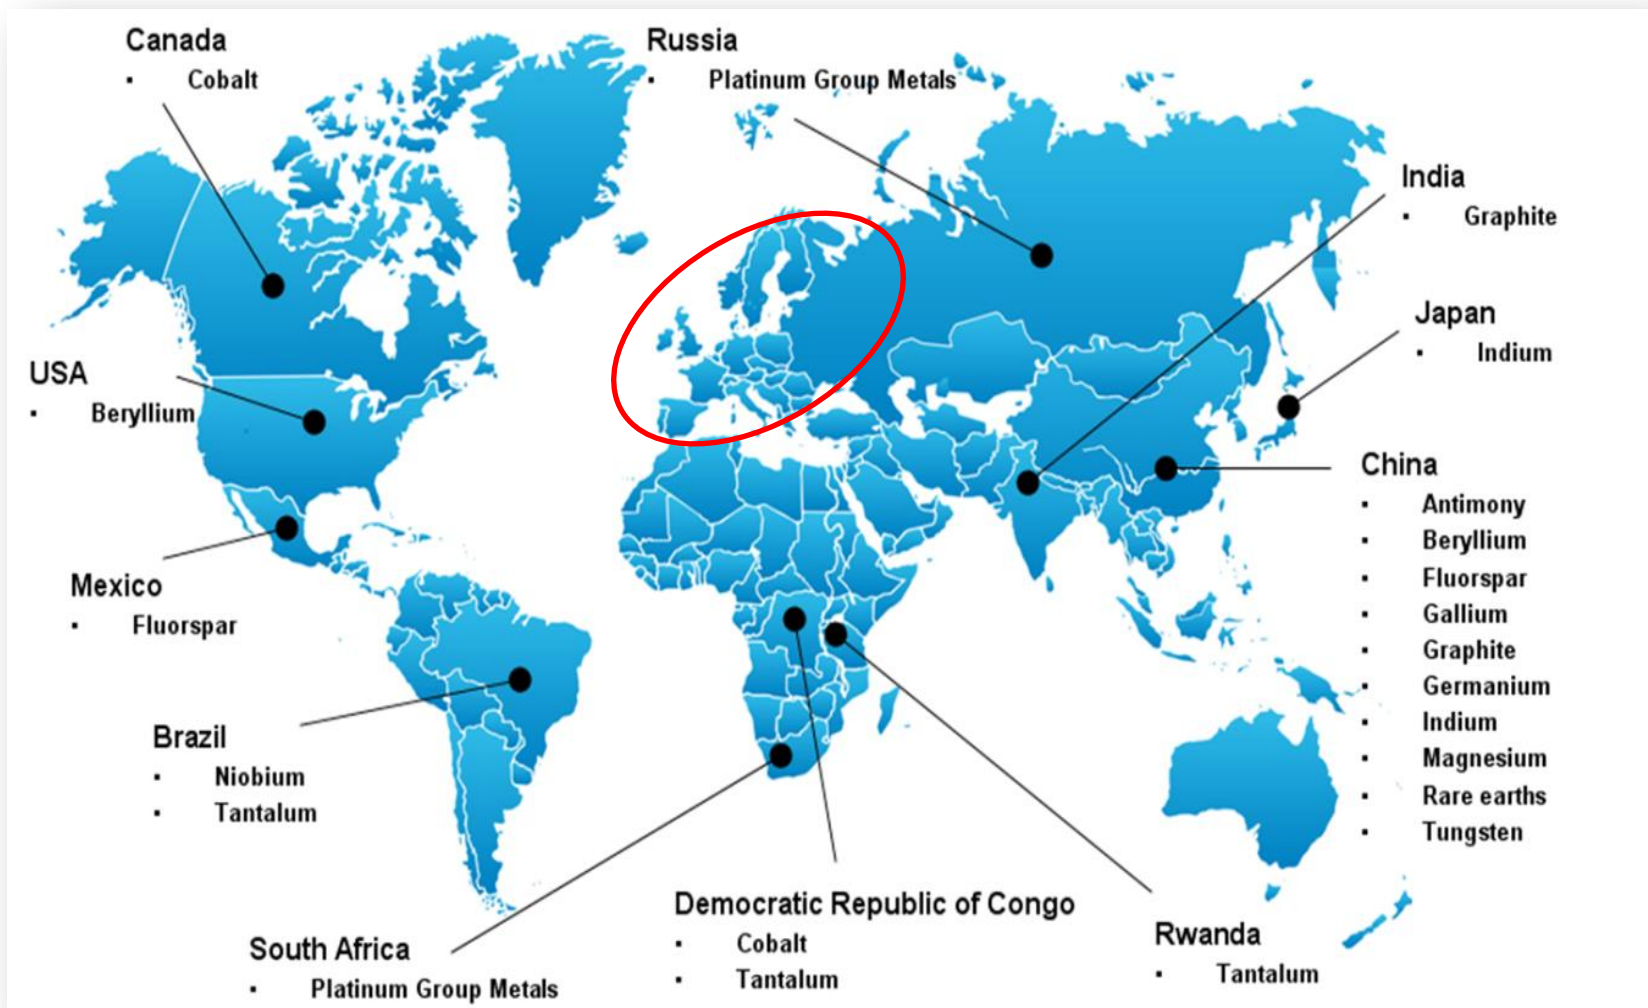 Canada
▪ Cobalt
Russia
▪ Platinum Group Metals
India
▪ Graphite
Japan
▪ Indium
USA
▪ Beryllium
China
▪ Antimony
▪ Beryllium
▪ Fluorspar
▪ Gallium
▪ Graphite
▪ Germanium
▪ Indium
▪ Magnesium
▪ Rare earths
▪ Tungsten
Mexico
▪ Fluorspar
Brazil
▪ Niobium
▪ Tantalum
South Africa
▪ Platinum Group Metals
Democratic Republic of Congo
▪ Cobalt
▪ Tantalum
Rwanda
▪ Tantalum